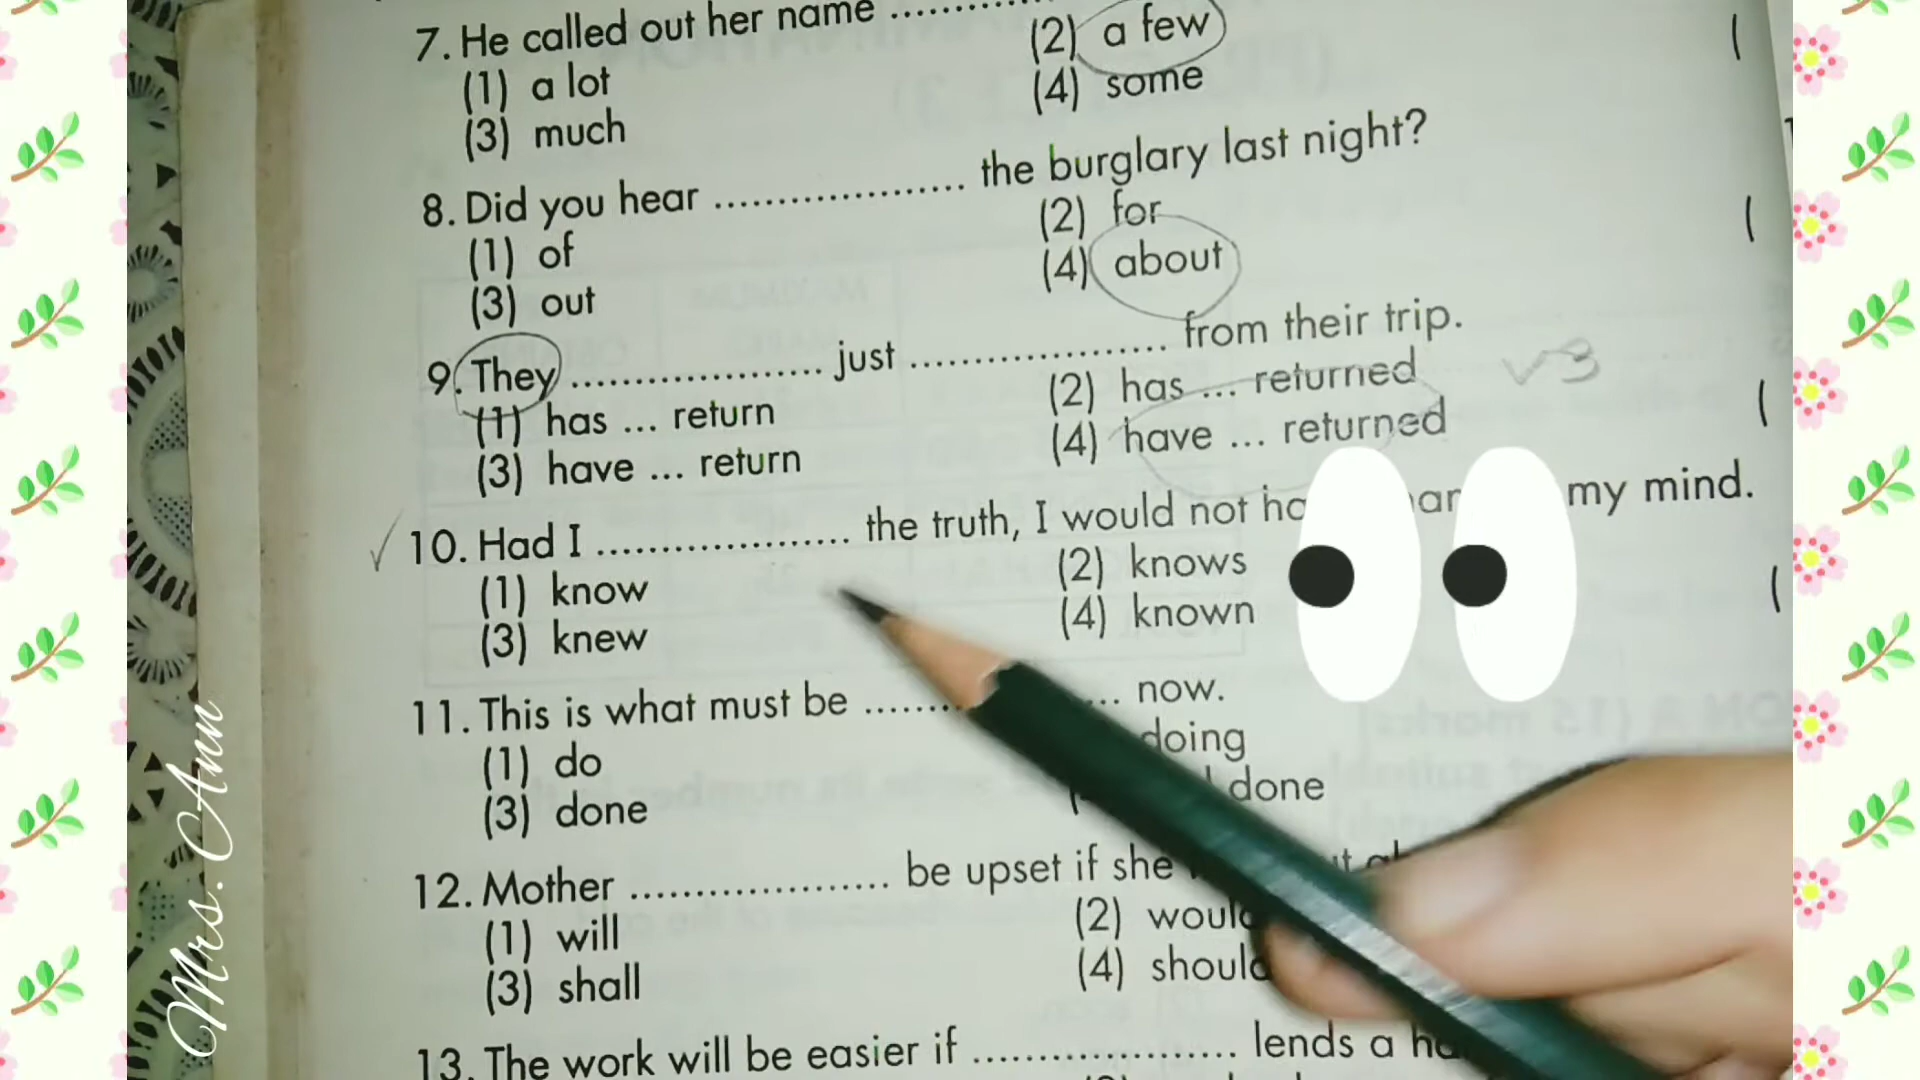 7. He called out her name ............
(1) a lot
(2) a few
(3) much
(4) some
8. Did you hear .................... the burglary last night?
(1) of
(2) for
(3) out
(4) about
9. They .................... just .................... from their trip.
(1) has ... return
(2) has ... returned
(3) have ... return
(4) have ... returned
v3
10. Had I .................... the truth, I would not my mind.
(1) know
(2) knows
(3) knew
(4) known
11. This is what must be .................... now.
(1) do
doing
(3) done
done
12. Mother .................... be upset if she
(1) will
(2) would
(3) shall
(4) should
13. The work will be easier if .................... lends a
Mrs. Ann